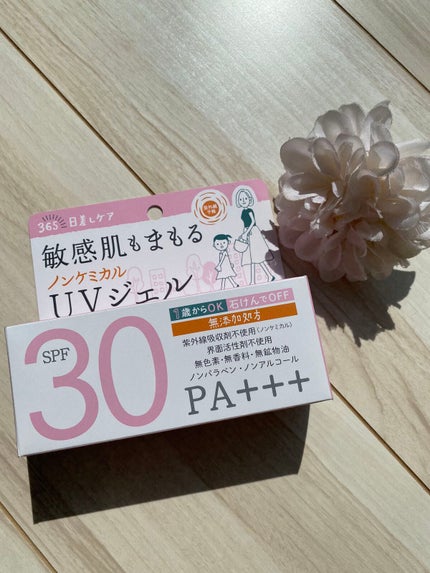 365日差しケア
敏感肌もまもる
ノンケミカル
UVジェル
1歳からOK 石けんでOFF
無添加処方
紫外線吸収剤不使用(ノンケミカル)
界面活性剤不使用
無色素・無香料・無鉱物油
ノンパラベン・ノンアルコール
SPF
30
PA+++